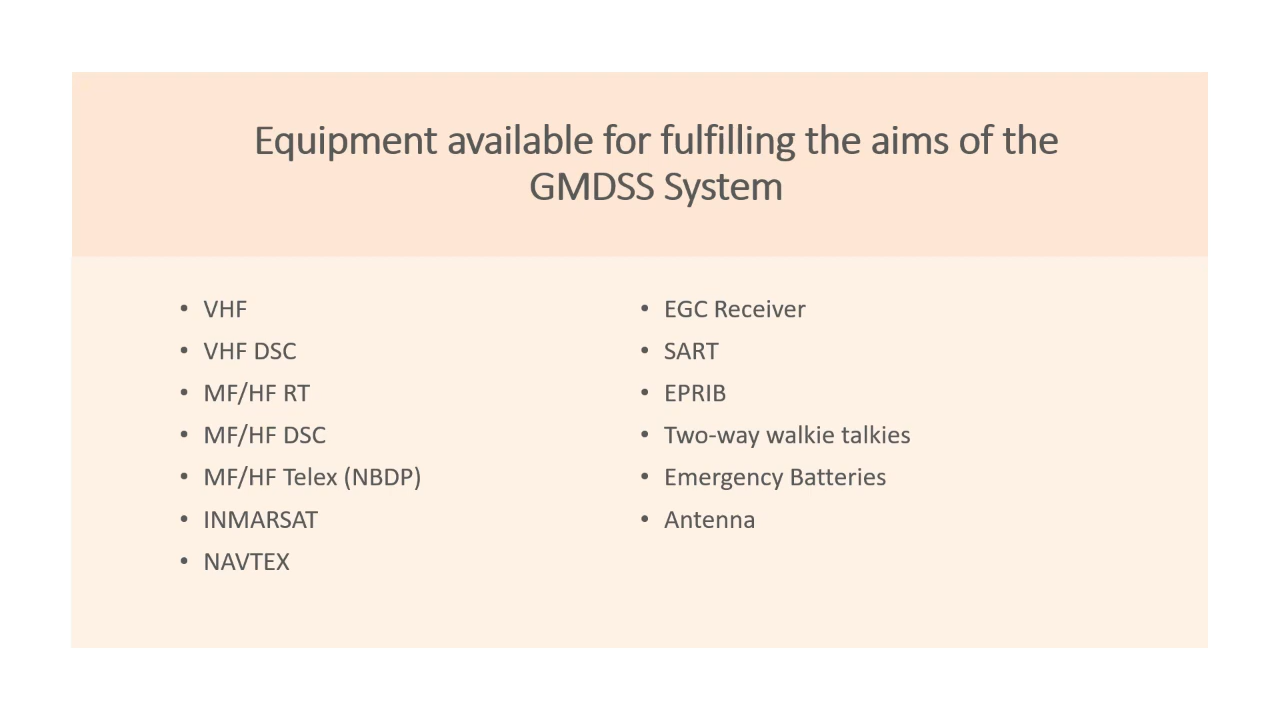 Equipment available for fulfilling the aims of the
GMDSS System
• VHF
• VHF DSC
• MF/HF RT
• MF/HF DSC
• MF/HF Telex (NBDP)
• INMARSAT
• NAVTEX
• EGC Receiver
• SART
• EPRIB
• Two-way walkie talkies
• Emergency Batteries
• Antenna